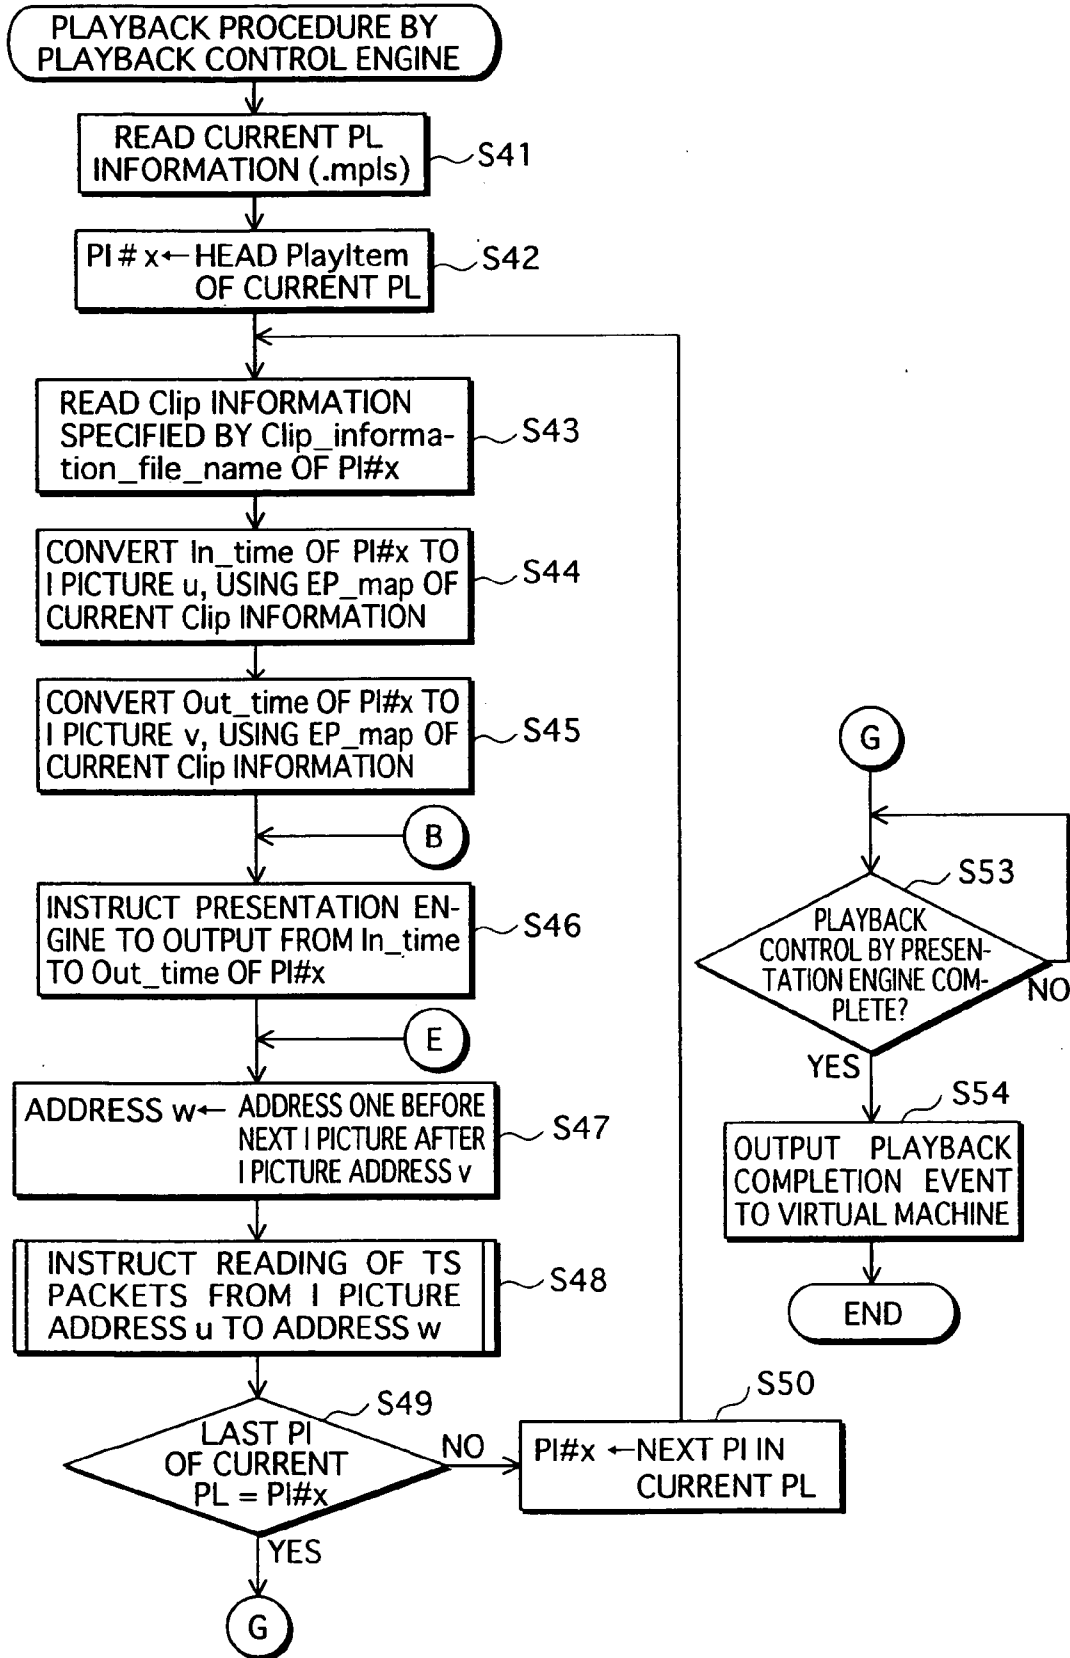 PLAYBACK PROCEDURE BY
PLAYBACK CONTROL ENGINE
READ CURRENT PL
INFORMATION (.mpls)
S41
PI # x← HEAD PlayItem
OF CURRENT PL
S42
READ Clip INFORMATION
SPECIFIED BY Clip_informa-
tion_file_name OF PI#x
S43
CONVERT In_time OF PI#x TO
I PICTURE u, USING EP_map OF
CURRENT Clip INFORMATION
S44
CONVERT Out_time OF PI#x TO
I PICTURE v, USING EP_map OF
CURRENT Clip INFORMATION
S45
B
INSTRUCT PRESENTATION EN-
GINE TO OUTPUT FROM In_time
TO Out_time OF PI#x
S46
E
ADDRESS w← ADDRESS ONE BEFORE
NEXT I PICTURE AFTER
I PICTURE ADDRESS v
S47
INSTRUCT READING OF TS
PACKETS FROM I PICTURE
ADDRESS u TO ADDRESS w
S48
LAST PI
OF CURRENT
PL = PI#x
S49
NO
YES
G
PI#x ←NEXT PI IN
CURRENT PL
S50
G
PLAYBACK
CONTROL BY PRESEN-
TATION ENGINE COM-
PLETE?
S53
NO
YES
OUTPUT PLAYBACK
COMPLETION EVENT
TO VIRTUAL MACHINE
S54
END